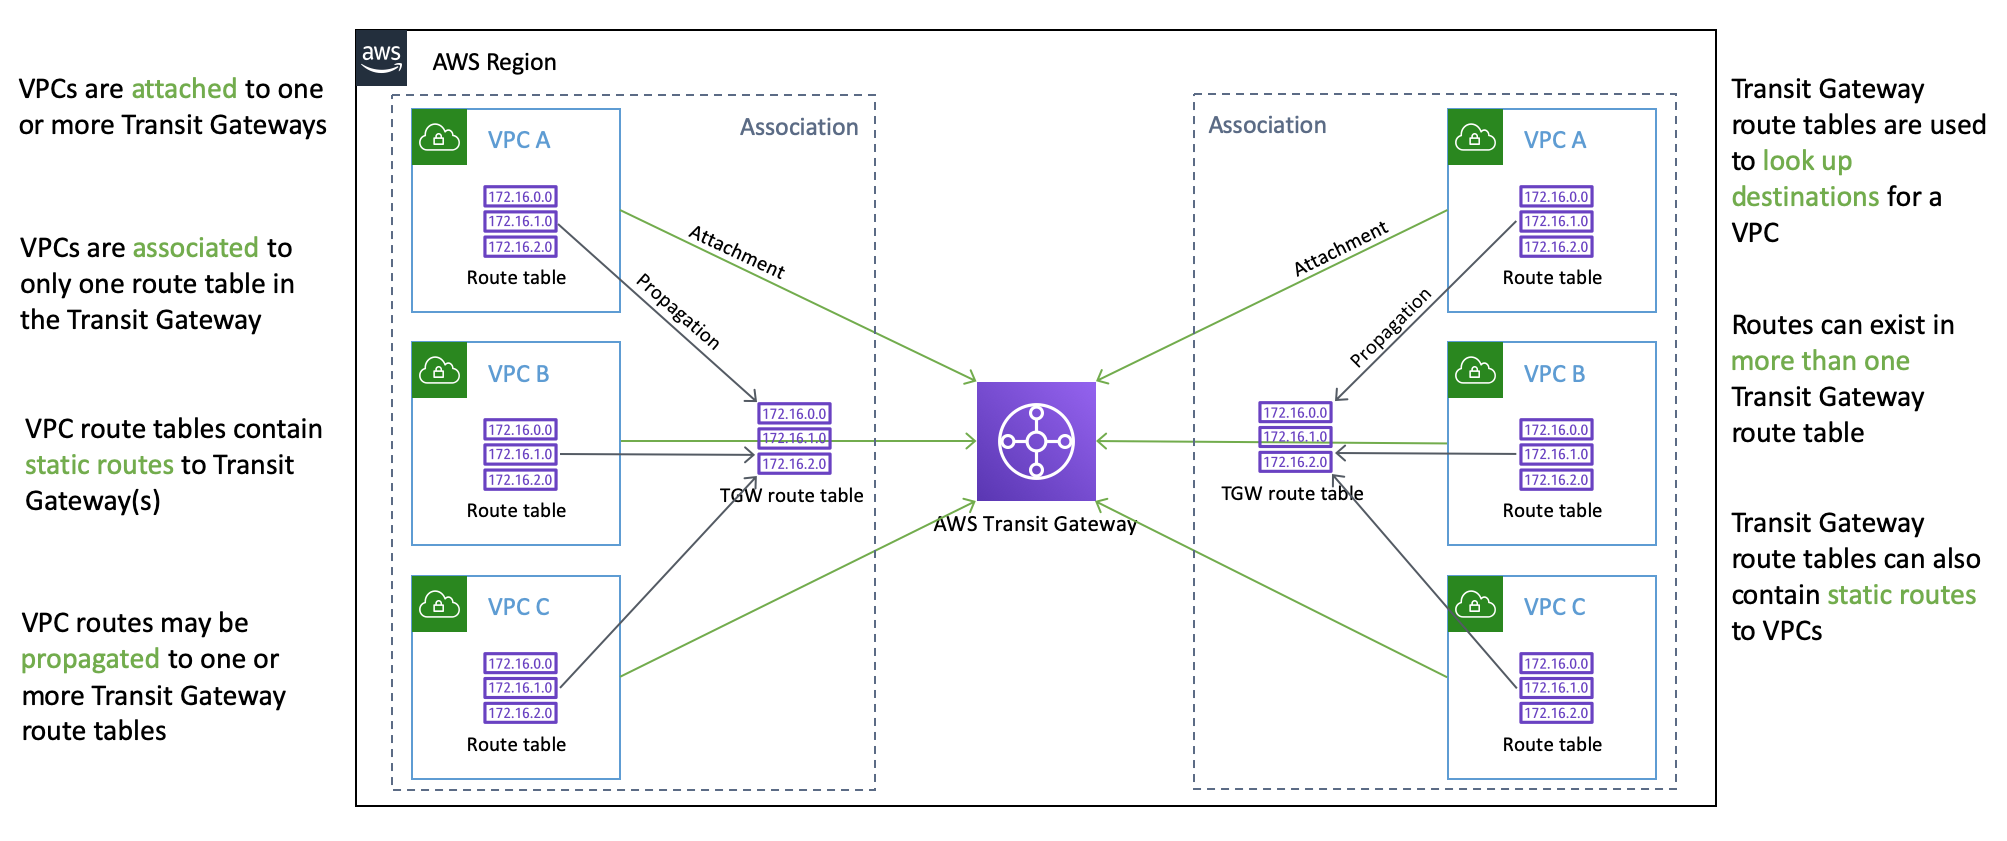 aws
AWS Region
VPCs are attached to one
or more Transit Gateways
VPCs are associated to
only one route table in
the Transit Gateway
VPC route tables contain
static routes to Transit
Gateway(s)
VPC routes may be
propagated to one or
more Transit Gateway
route tables
Association
VPC A
172.16.0.0
172.16.1.0
172.16.2.0
Route table
Attachment
Propagation
VPC B
172.16.0.0
172.16.1.0
172.16.2.0
Route table
VPC C
172.16.0.0
172.16.1.0
172.16.2.0
Route table
172.16.0.0
172.16.1.0
172.16.2.0
TGW route table
AWS Transit Gateway
Association
172.16.0.0
172.16.1.0
172.16.2.0
TGW route table
Attachment
Propagation
VPC A
172.16.0.0
172.16.1.0
172.16.2.0
Route table
VPC B
172.16.0.0
172.16.1.0
172.16.2.0
Route table
VPC C
172.16.0.0
172.16.1.0
172.16.2.0
Route table
Transit Gateway
route tables are used
to look up
destinations for a
VPC
Routes can exist in
more than one
Transit Gateway
route table
Transit Gateway
route tables can also
contain static routes
to VPCs